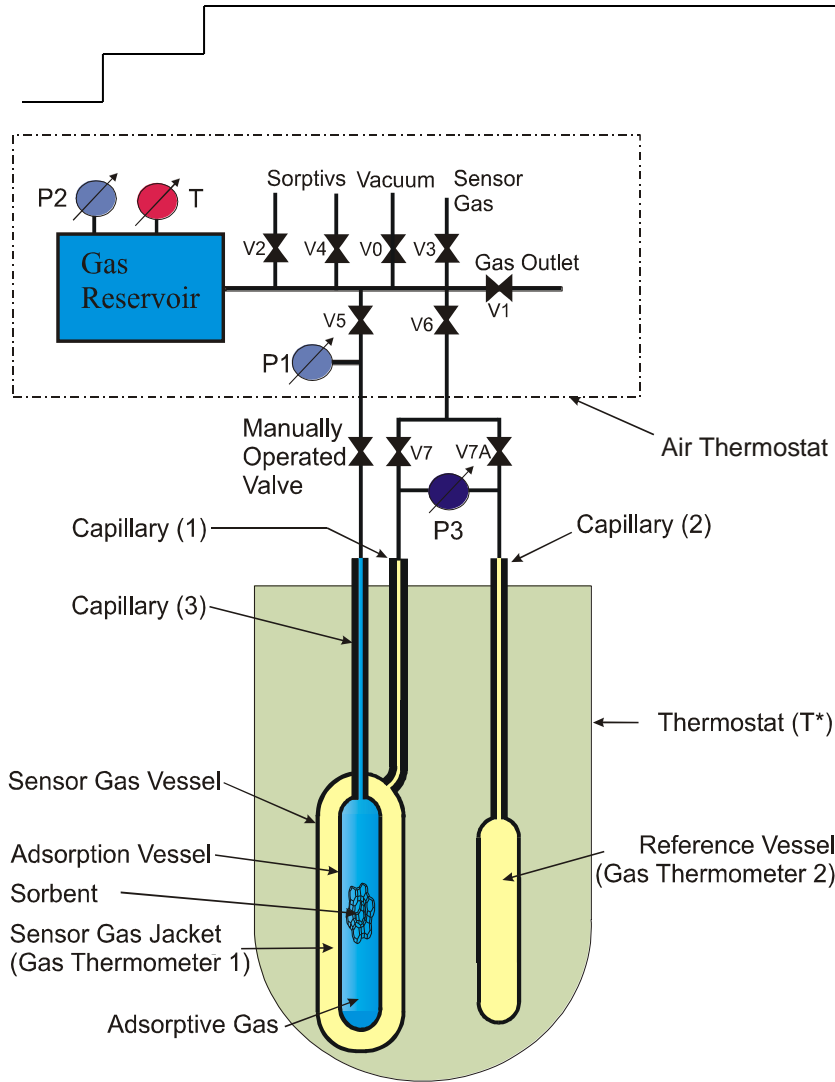 Sorptivs
Vacuum
Sensor
Gas
P2
T
V2
V4
V0
V3
Gas
Reservoir
Gas Outlet
V1
V5
V6
P1
Manually
Operated
Valve
V7
V7A
Air Thermostat
P3
Capillary (1)
Capillary (2)
Capillary (3)
Thermostat (T*)
Sensor Gas Vessel
Adsorption Vessel
Reference Vessel
(Gas Thermometer 2)
Sorbent
Sensor Gas Jacket
(Gas Thermometer 1)
Adsorptive Gas